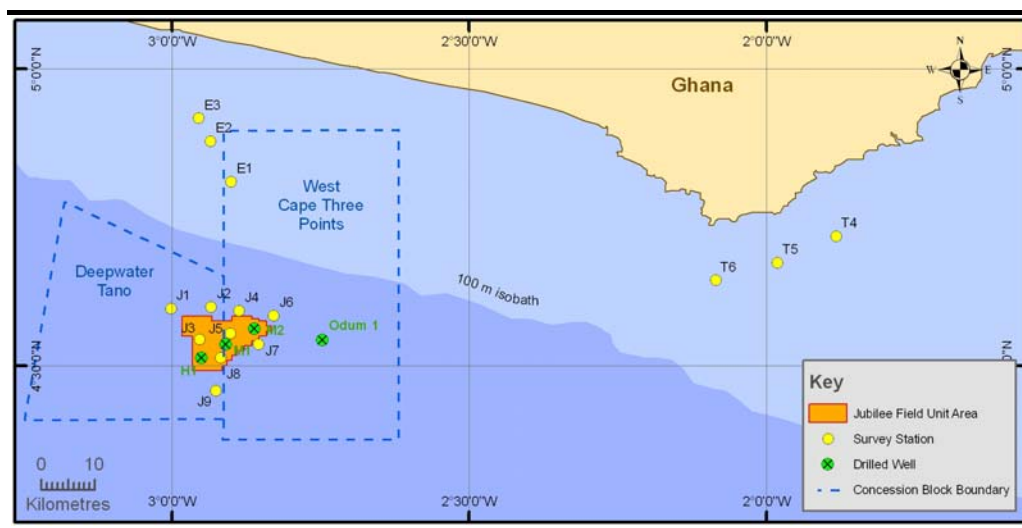 3°0'0"W
2°30'0"W
2°0'0"W
5°0'0"N
5°0'0"N
N
W
E
S
Ghana
E3
E2
E1
West
Cape Three
Points
Deepwater
Tano
100 m isobath
T4
T5
T6
J1
J2
J4
J6
J3
J5
M2
Odum 1
M1
J7
H1
J8
J9
4°30'0"N
Key
Jubilee Field Unit Area
Survey Station
Drilled Well
Concession Block Boundary
0 10
Kilometres
3°0'0"W
2°30'0"W
2°0'0"W